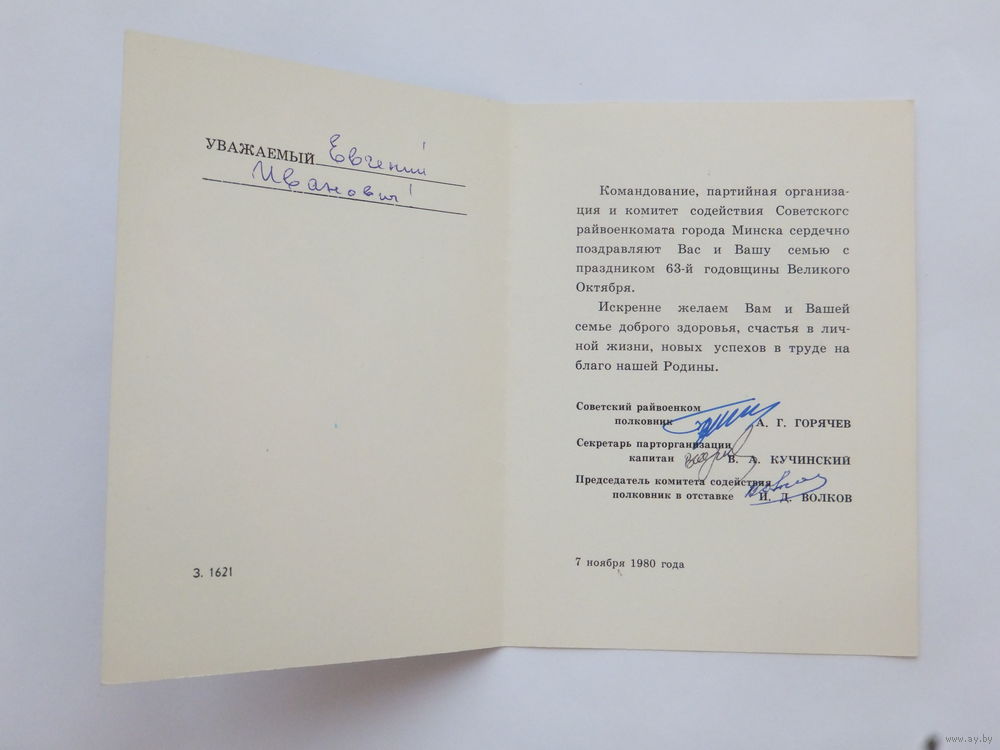 УВАЖАЕМЫЙ Евгений
Иванович!
З. 1621
Командование, партийная организа-
ция и комитет содействия Советского
райвоенкомата города Минска сердечно
поздравляют Вас и Вашу семью с
праздником 63-й годовщины Великого
Октября.
Искренне желаем Вам и Вашей
семье доброго здоровья, счастья в лич-
ной жизни, новых успехов в труде на
благо нашей Родины.
Советский райвоенком
полковник А. Г. ГОРЯЧЕВ
Секретарь парторганизации
капитан В. А. КУЧИНСКИЙ
Председатель комитета содействия
полковник в отставке И. Д. ВОЛКОВ
7 ноября 1980 года
www.ay.by